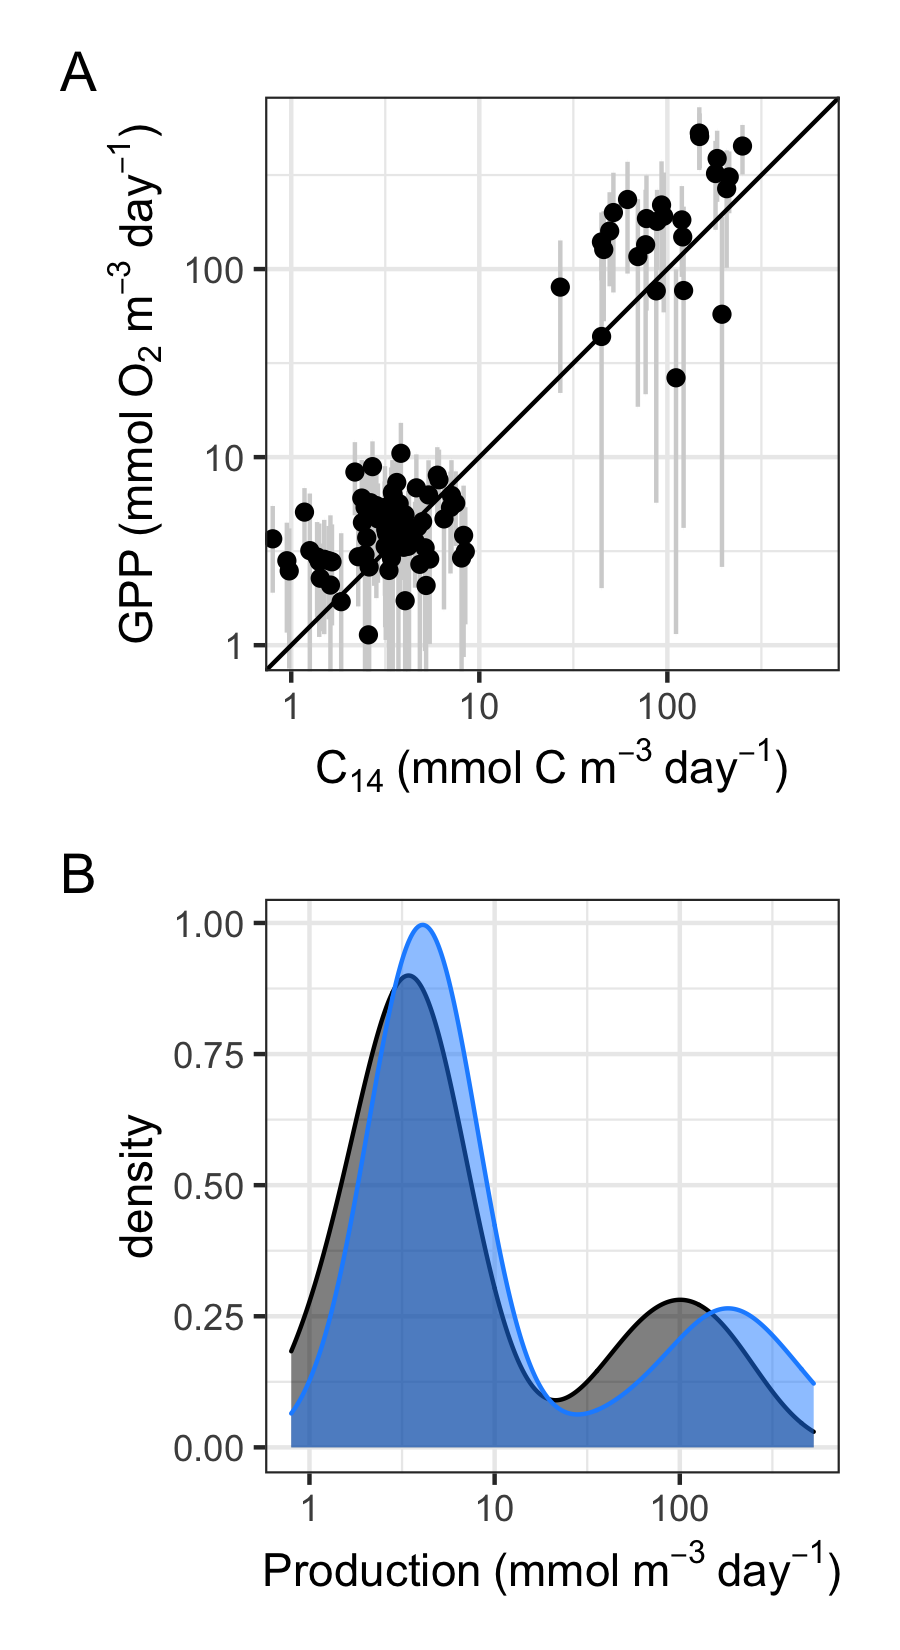 A
GPP (mmol O₂ m⁻³ day⁻¹)
100
10
1
1 10 100
C₁₄ (mmol C m⁻³ day⁻¹)
B
density
1.00
0.75
0.50
0.25
0.00
1 10 100
Production (mmol m⁻³ day⁻¹)